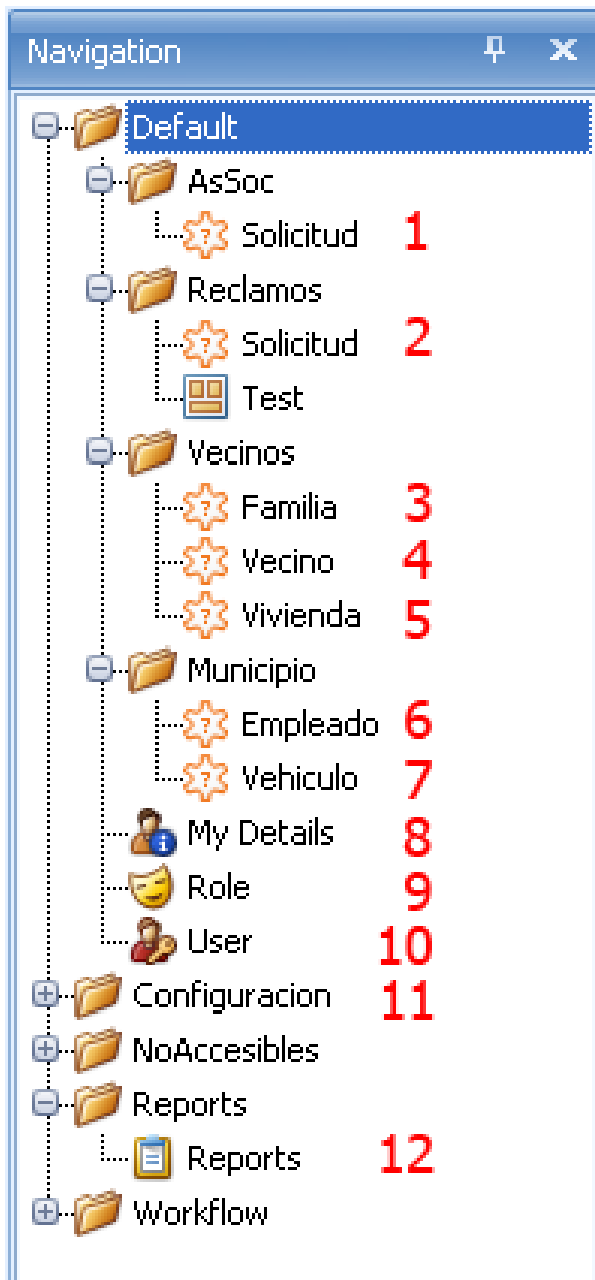 Navigation
Default
AsSoc
Solicitud 1
Reclamos
Solicitud 2
Test
Vecinos
Familia 3
Vecino 4
Vivienda 5
Municipio
Empleado 6
Vehiculo 7
My Details 8
Role 9
User 10
Configuracion 11
NoAccesibles
Reports
Reports 12
Workflow